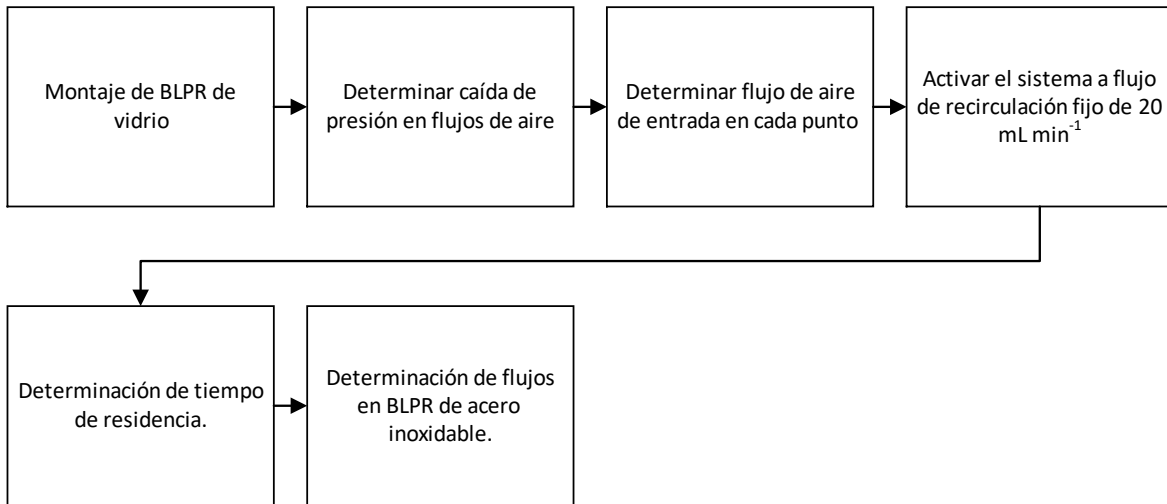 Montaje de BLPR de
vidrio
Determinar caída de
presión en flujos de aire
Determinar flujo de aire
de entrada en cada punto
Activar el sistema a flujo
de recirculación fijo de 20
mL min⁻¹
Determinación de tiempo
de residencia.
Determinación de flujos
en BLPR de acero
inoxidable.